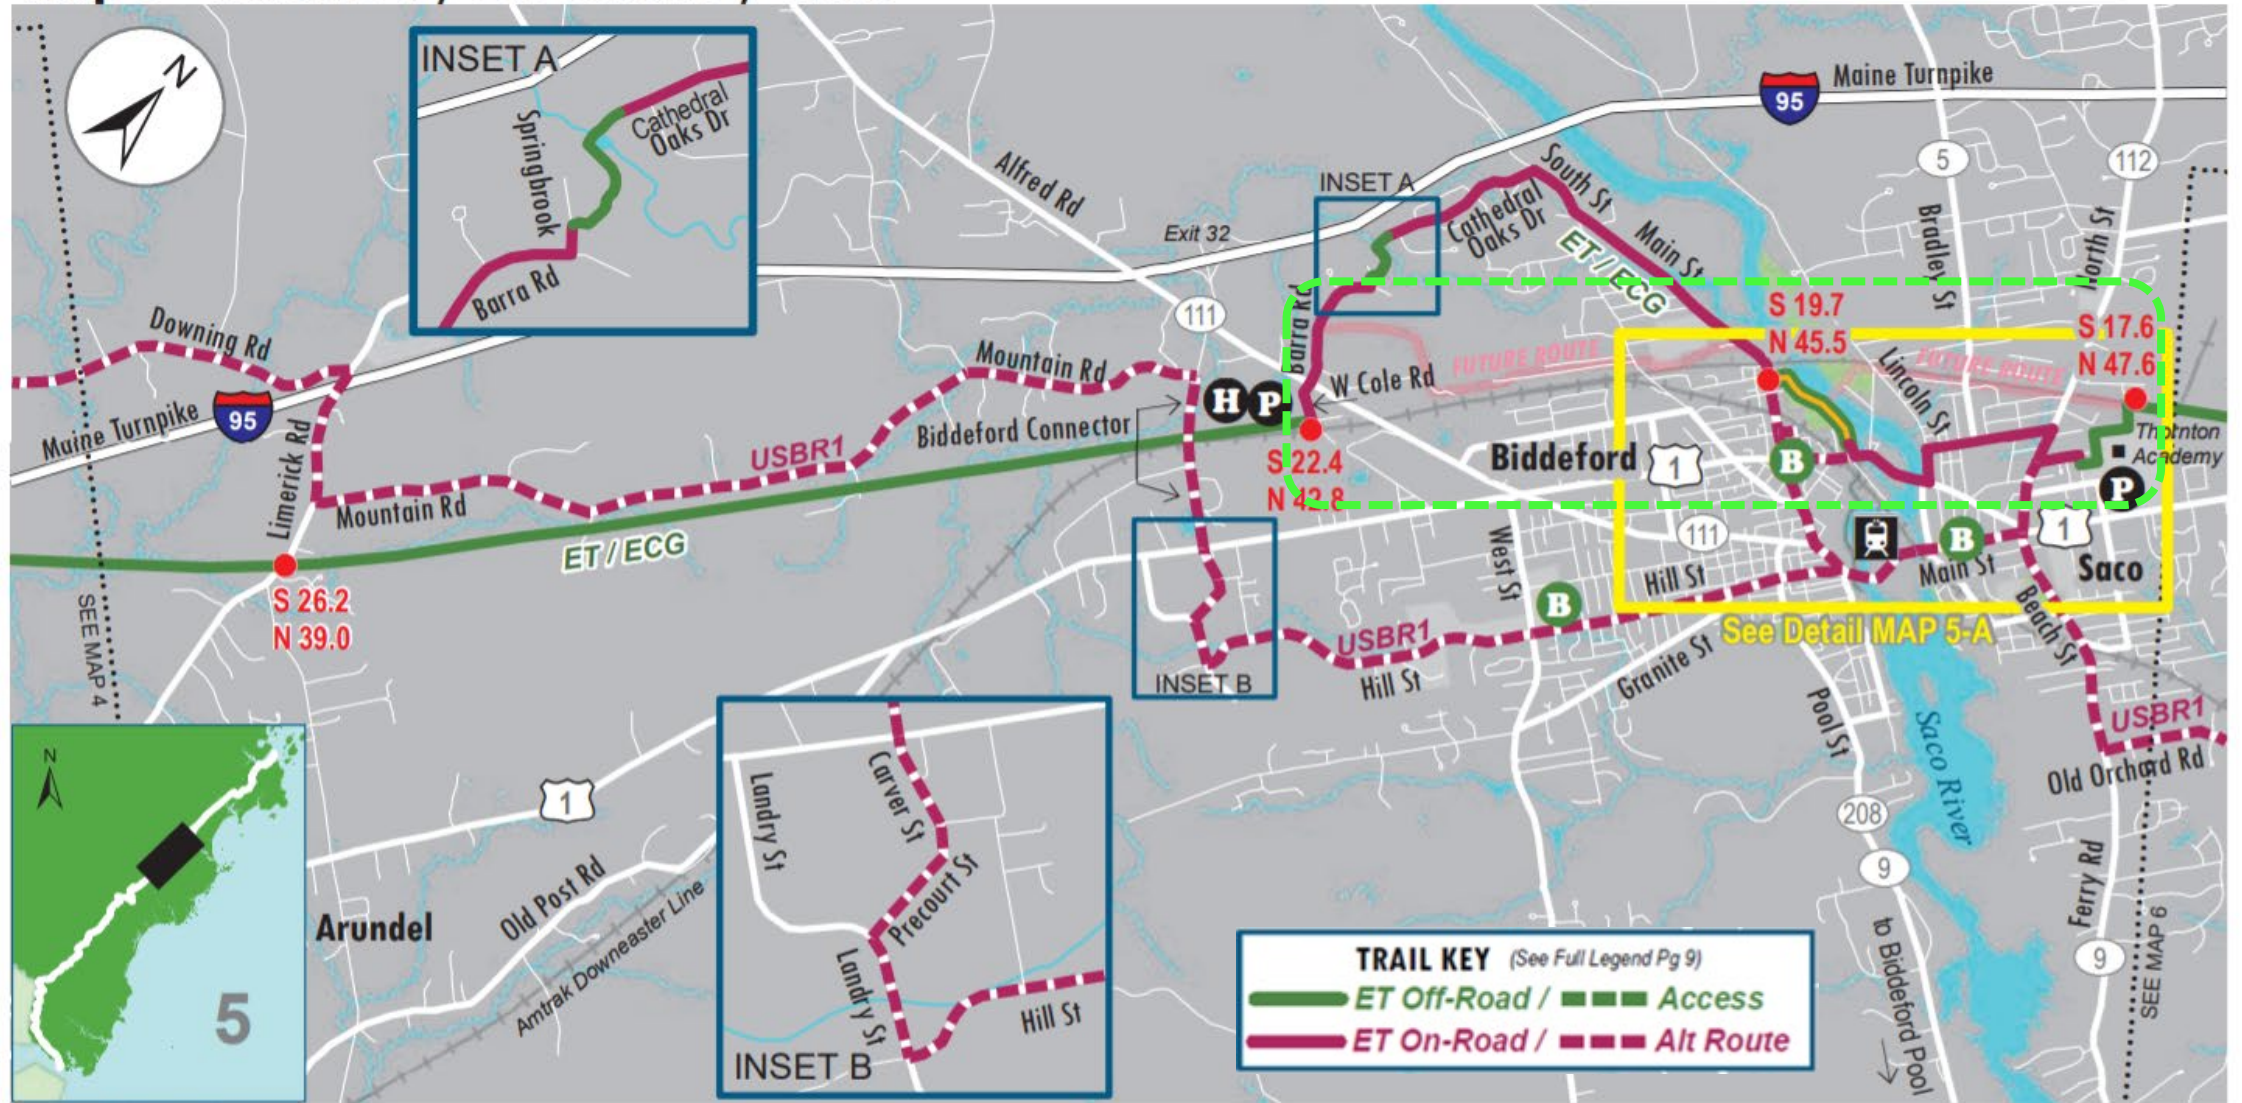 INSET A
Springbrook
Cathedral
Oaks Dr
Barra Rd
N
95
Maine Turnpike
5
112
Bradley St
North St
Alfred Rd
Exit 32
INSET A
South St
Cathedral
Oaks Dr
Main St
ET / ECG
111
Barra Rd
W Cole Rd
FUTURE ROUTE
S 19.7
N 45.5
Lincoln St
FUTURE ROUTE
S 17.6
N 47.6
Thornton
Academy
P
Downing Rd
Maine Turnpike
95
Limerick Rd
Mountain Rd
USBR1
Mountain Rd
Biddeford Connector
H P
S 22.4
N 42.8
Biddeford
1
B
ET / ECG
S 26.2
N 39.0
SEE MAP 4
111
West St
Hill St
B
B
Main St
1
Saco
See Detail MAP 5-A
USBR1
Hill St
Granite St
Pool St
Beach St
USBR1
Old Orchard Rd
Saco River
INSET B
208
9
Ferry Rd
9
SEE MAP 6
to Biddeford Pool
N
5
1
Arundel
Old Post Rd
Amtrak Downeaster Line
Landry St
Carver St
Precourt St
Landry St
Hill St
INSET B
TRAIL KEY (See Full Legend Pg 9)
ET Off-Road / Access
ET On-Road / Alt Route